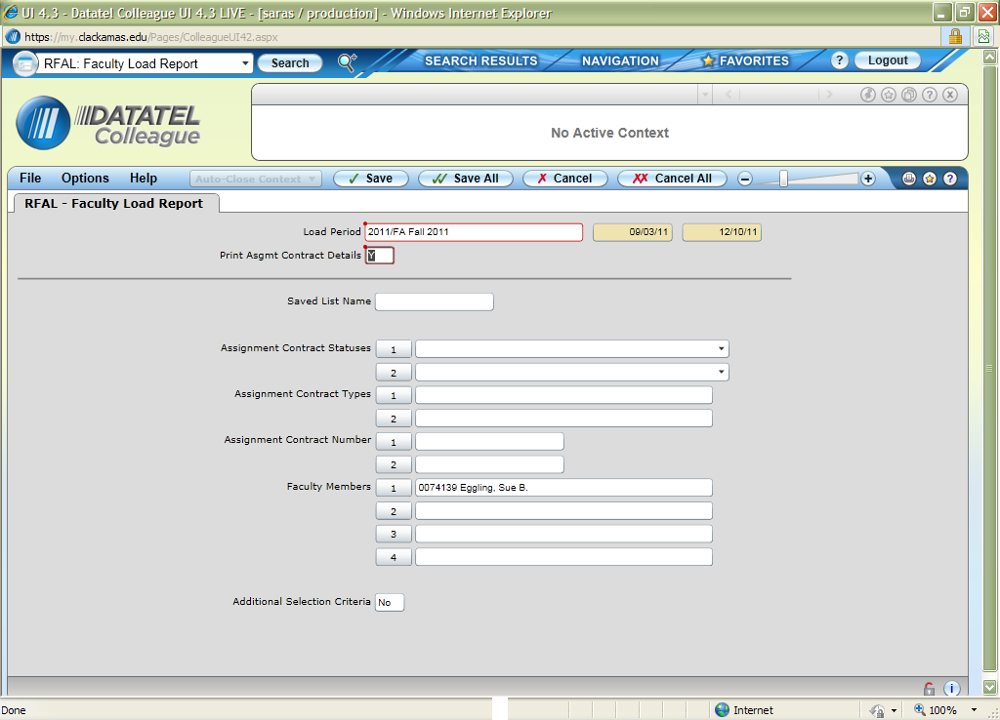 UI 4.3 - Datatel Colleague UI 4.3 LIVE - [saras / production] - Windows Internet Explorer
https://my.clackamas.edu/Pages/ColleagueUI42.aspx
RFAL: Faculty Load Report Search SEARCH RESULTS NAVIGATION FAVORITES ? Logout
DATATEL
Colleague
No Active Context
File Options Help Auto-Close Context Save Save All Cancel Cancel All
RFAL - Faculty Load Report
Load Period 2011/FA Fall 2011 09/03/11 12/10/11
Print Asgmt Contract Details Y
Saved List Name
Assignment Contract Statuses 1
2
Assignment Contract Types 1
2
Assignment Contract Number 1
2
Faculty Members 1 0074139 Eggling, Sue B.
2
3
4
Additional Selection Criteria No
Done Internet 100%